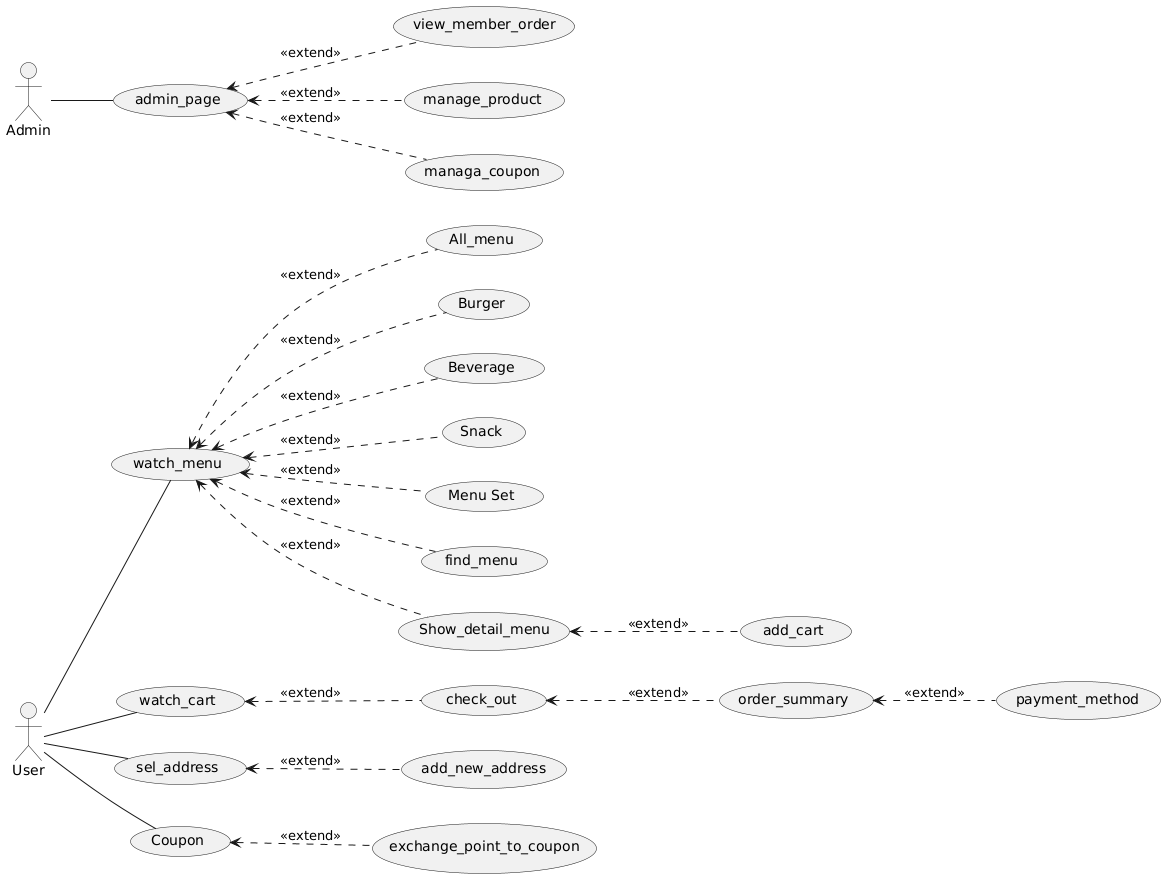 view_member_order
«extend»
Admin
admin_page
«extend»
manage_product
«extend»
managa_coupon
All_menu
«extend»
Burger
«extend»
Beverage
«extend»
Snack
«extend»
watch_menu
«extend»
Menu Set
«extend»
find_menu
«extend»
Show_detail_menu
«extend»
add_cart
User
watch_cart
«extend»
check_out
«extend»
order_summary
«extend»
payment_method
sel_address
«extend»
add_new_address
Coupon
«extend»
exchange_point_to_coupon